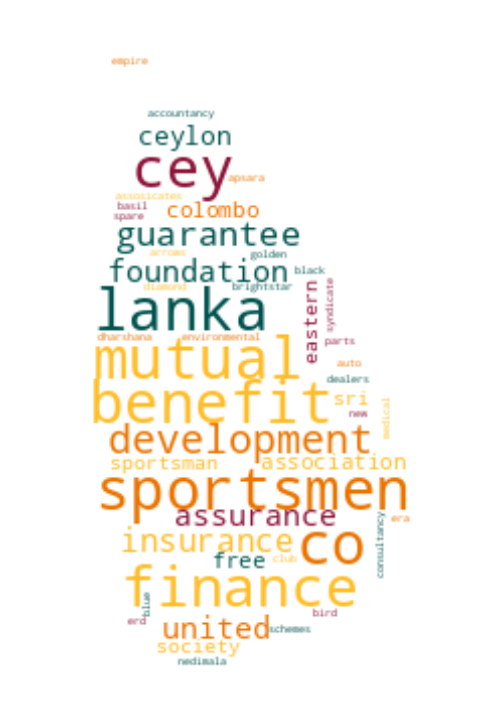 empire
accountancy
ceylon
cey
apsara
assosicates
basil
spare
colombo
guarantee
arrows
golden
foundation
black
diamond
brightstar
lanka
eastern
syndicate
dharshana
environmental
parts
mutual
auto
dealers
benefit
sri
new
medical
development
sportsman
association
sportsmen
assurance
era
insurance
co
consultancy
free
club
finance
blue
erd
bird
united
schemes
society
nedimala